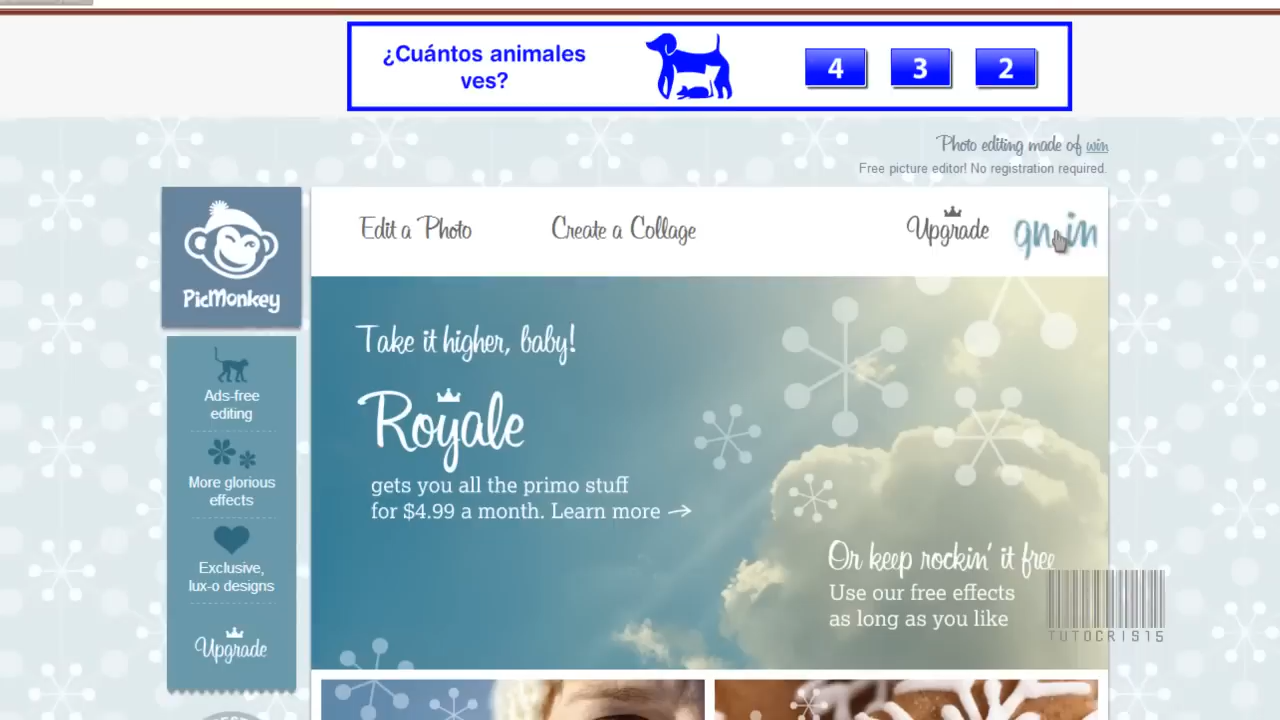 ¿Cuántos animales
ves?
4 3 2
Photo editing made of win
Free picture editor! No registration required.
PicMonkey
Edit a Photo
Create a Collage
Upgrade
gn in
Take it higher, baby!
Royale
gets you all the primo stuff
for $4.99 a month. Learn more →
Ads-free
editing
More glorious
effects
Exclusive,
lux-o designs
Upgrade
Or keep rockin' it free
Use our free effects
as long as you like
TUTOCRIS15